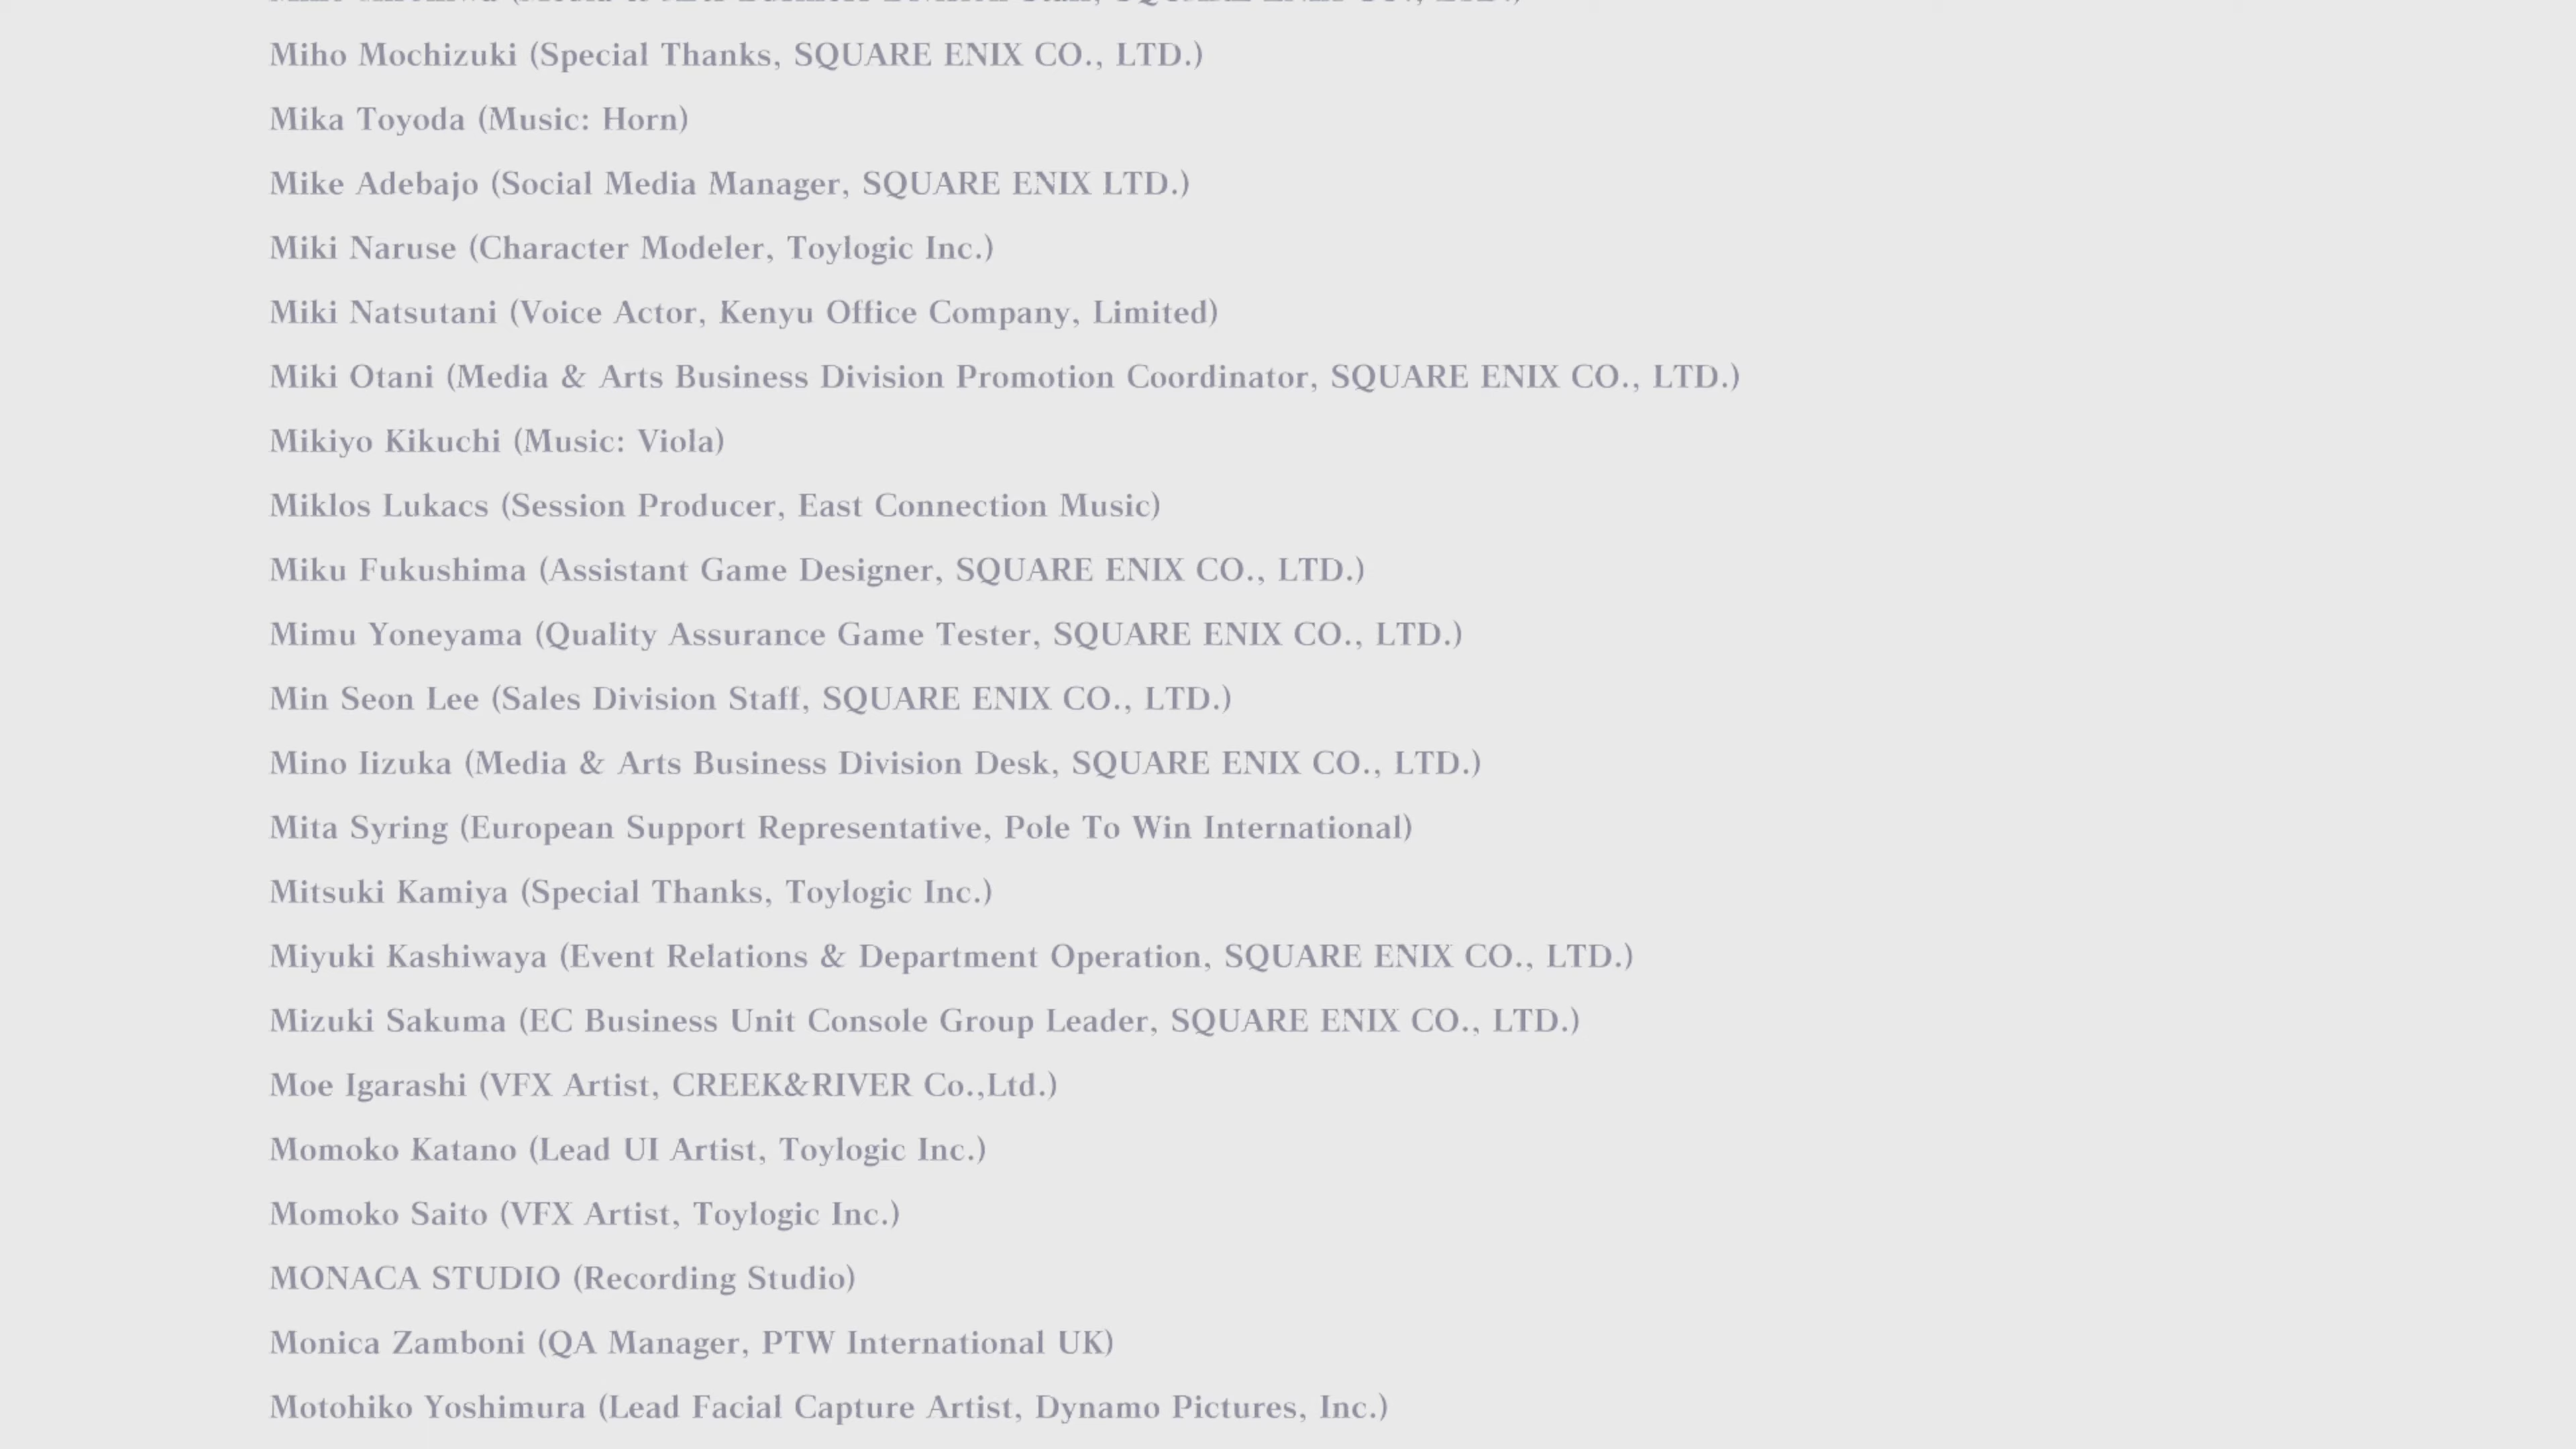 Miho Mochizuki (Special Thanks, SQUARE ENIX CO., LTD.)
Mika Toyoda (Music: Horn)
Mike Adebajo (Social Media Manager, SQUARE ENIX LTD.)
Miki Naruse (Character Modeler, Toylogic Inc.)
Miki Natsutani (Voice Actor, Kenyu Office Company, Limited)
Miki Otani (Media & Arts Business Division Promotion Coordinator, SQUARE ENIX CO., LTD.)
Mikiyo Kikuchi (Music: Viola)
Miklos Lukacs (Session Producer, East Connection Music)
Miku Fukushima (Assistant Game Designer, SQUARE ENIX CO., LTD.)
Mimu Yoneyama (Quality Assurance Game Tester, SQUARE ENIX CO., LTD.)
Min Seon Lee (Sales Division Staff, SQUARE ENIX CO., LTD.)
Mino Iizuka (Media & Arts Business Division Desk, SQUARE ENIX CO., LTD.)
Mita Syring (European Support Representative, Pole To Win International)
Mitsuki Kamiya (Special Thanks, Toylogic Inc.)
Miyuki Kashiwaya (Event Relations & Department Operation, SQUARE ENIX CO., LTD.)
Mizuki Sakuma (EC Business Unit Console Group Leader, SQUARE ENIX CO., LTD.)
Moe Igarashi (VFX Artist, CREEK&RIVER Co.,Ltd.)
Momoko Katano (Lead UI Artist, Toylogic Inc.)
Momoko Saito (VFX Artist, Toylogic Inc.)
MONACA STUDIO (Recording Studio)
Monica Zamboni (QA Manager, PTW International UK)
Motohiko Yoshimura (Lead Facial Capture Artist, Dynamo Pictures, Inc.)